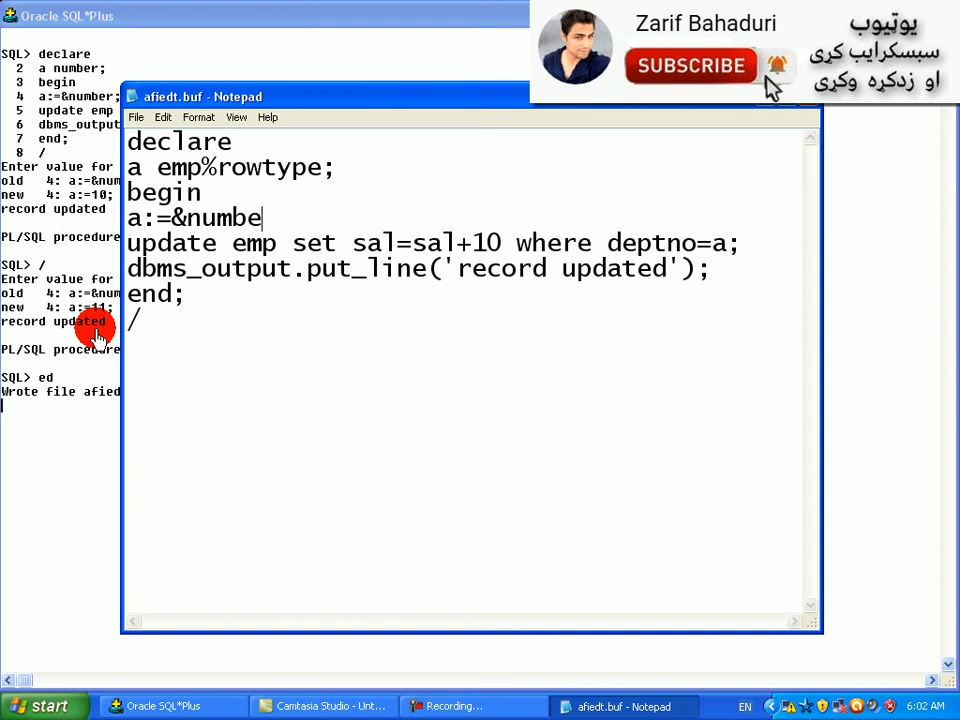 Oracle SQL*Plus
Zarif Bahaduri
SUBSCRIBE
یوټیوب
سبسکرایب کړی
او زدکړه وکړی
SQL> declare
2 a number;
3 begin
4 a:=&number;
5 update emp
6 dbms_output
7 end;
8 /
Enter value for
old 4: a:=&num
new 4: a:=10;
record updated
PL/SQL procedure
SQL> /
Enter value for
old 4: a:=&num
new 4: a:=11;
record updated
PL/SQL procedure
SQL> ed
Wrote file afied
afiedt.buf - Notepad
File Edit Format View Help
declare
a emp%rowtype;
begin
a:=&numbe
update emp set sal=sal+10 where deptno=a;
dbms_output.put_line('record updated');
end;
/
start
Oracle SQL*Plus
Camtasia Studio - Unt...
Recording...
afiedt.buf - Notepad
EN
6:02 AM